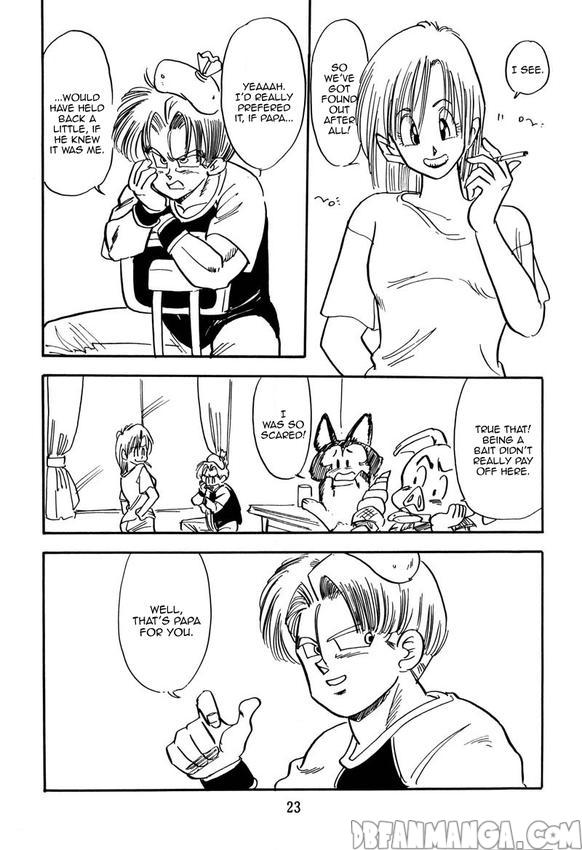 I SEE.
SO
WE'VE
GOT
FOUND
OUT
AFTER
ALL!
YEAAAH.
I'D REALLY
PREFERED
IT, IF PAPA...
...WOULD
HAVE HELD
BACK A
LITTLE, IF
HE KNEW
IT WAS ME.
TRUE THAT!
BEING A
BAIT DIDN'T
REALLY PAY
OFF HERE.
I
WAS SO
SCARED!
WELL,
THAT'S PAPA
FOR YOU.
23
DBFANMANGA.COM